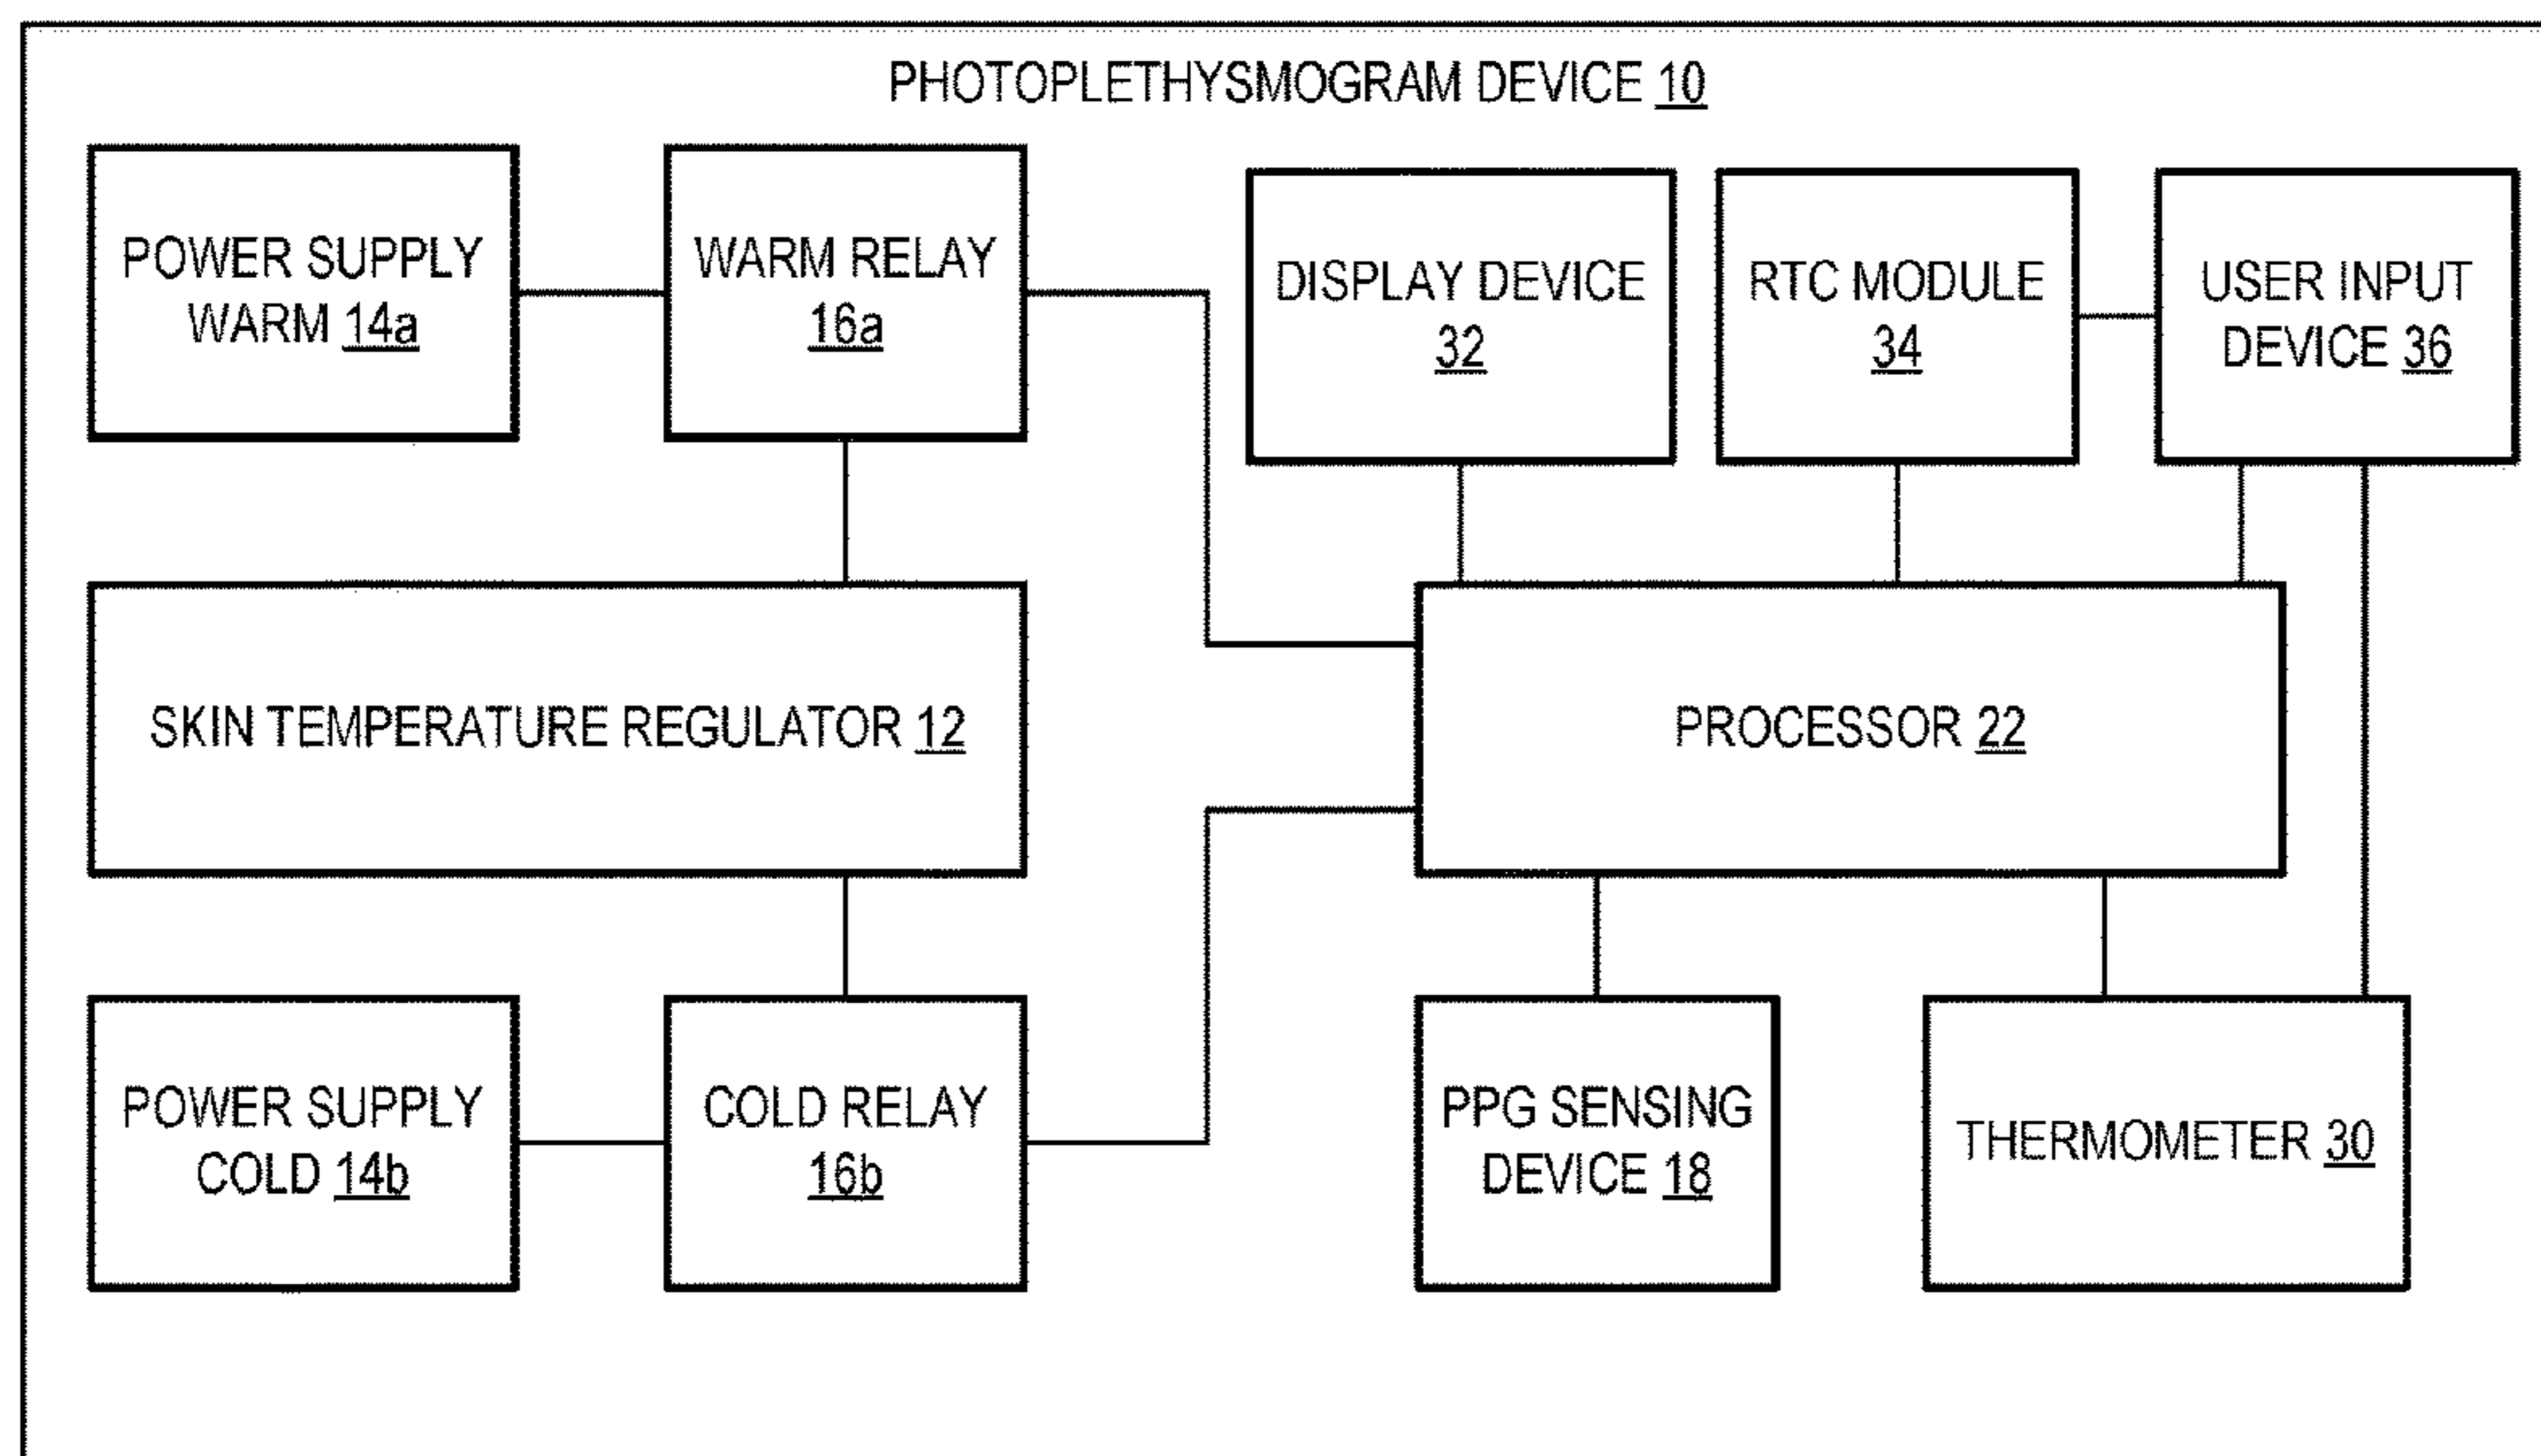 PHOTOPLETHYSMOGRAM DEVICE 10
POWER SUPPLY
WARM 14a
WARM RELAY
16a
DISPLAY DEVICE
32
RTC MODULE
34
USER INPUT
DEVICE 36
SKIN TEMPERATURE REGULATOR 12
PROCESSOR 22
POWER SUPPLY
COLD 14b
COLD RELAY
16b
PPG SENSING
DEVICE 18
THERMOMETER 30